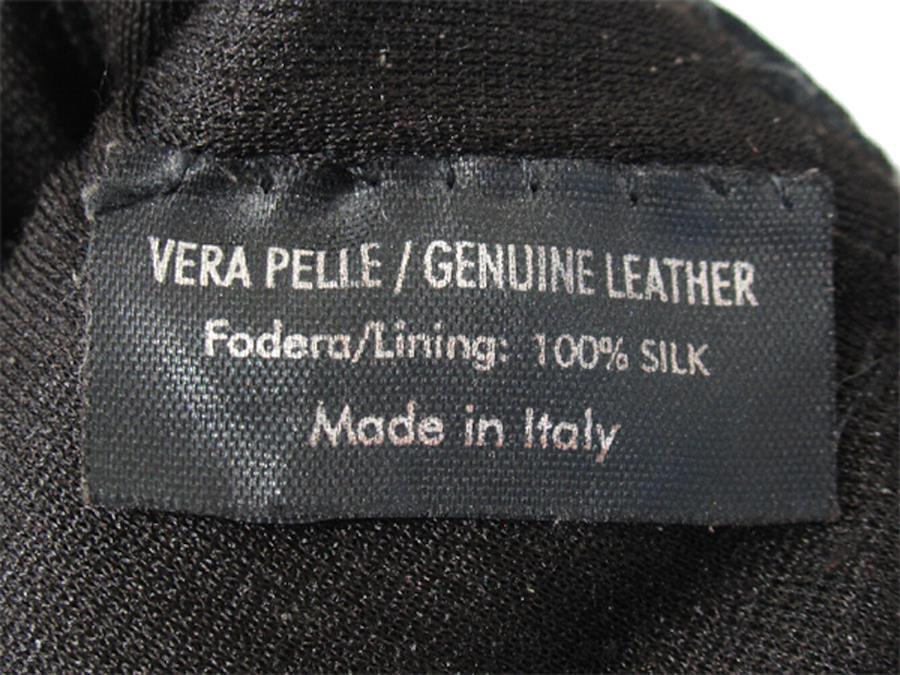 VERA PELLE / GENUINE LEATHER
Fodera/Lining: 100% SILK
Made in Italy